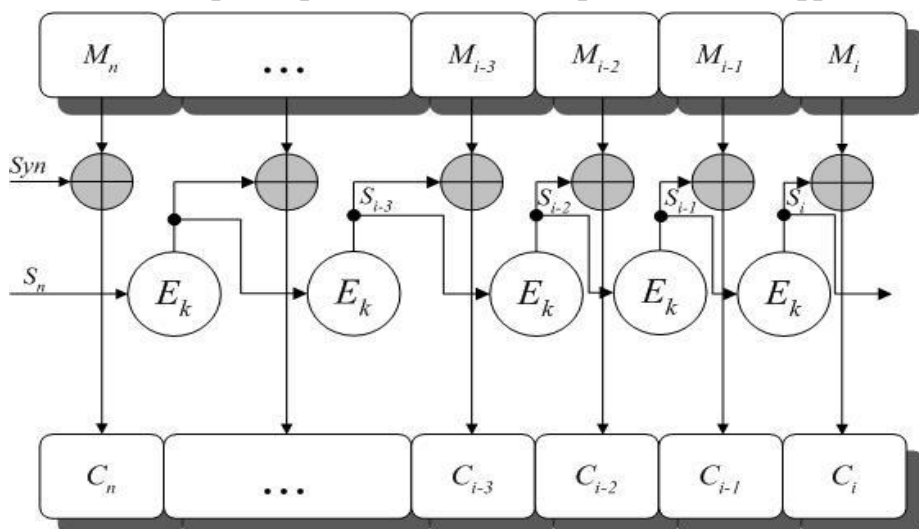 M_n ... M_{i-3} M_{i-2} M_{i-1} M_i
Syn
S_{i-3} S_{i-2} S_{i-1} S_i
S_n
E_k E_k E_k E_k E_k
C_n ... C_{i-3} C_{i-2} C_{i-1} C_i